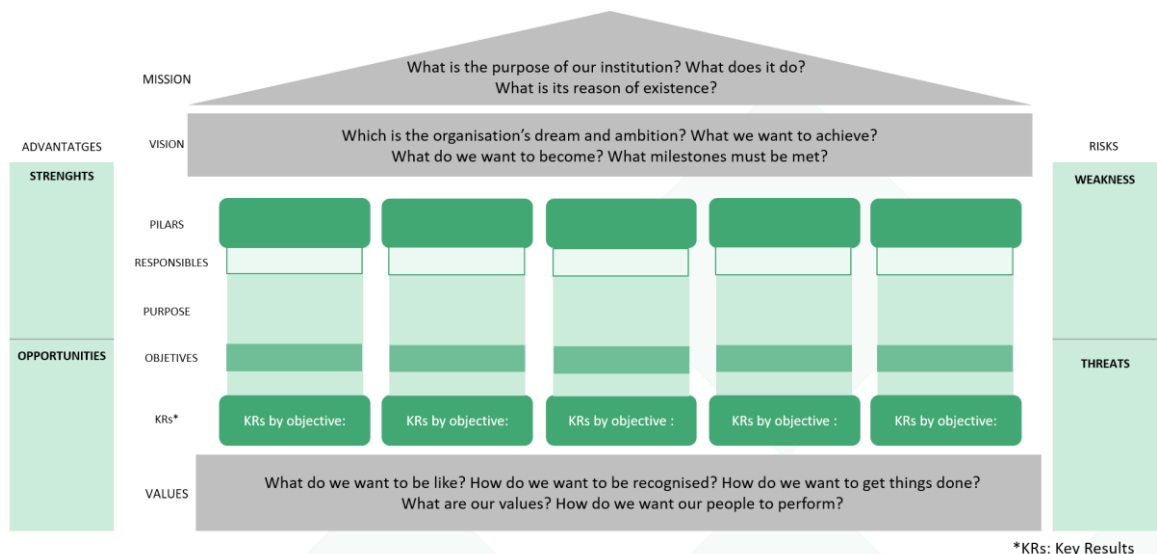 MISSION
What is the purpose of our institution? What does it do?
What is its reason of existence?
VISION
Which is the organisation's dream and ambition? What we want to achieve?
What do we want to become? What milestones must be met?
ADVANTATGES
STRENGHTS
OPPORTUNITIES
RISKS
WEAKNESS
THREATS
PILARS
RESPONSIBLES
PURPOSE
OBJETIVES
KRs*
KRs by objective:
KRs by objective:
KRs by objective :
KRs by objective :
KRs by objective:
VALUES
What do we want to be like? How do we want to be recognised? How do we want to get things done?
What are our values? How do we want our people to perform?
*KRs: Key Results